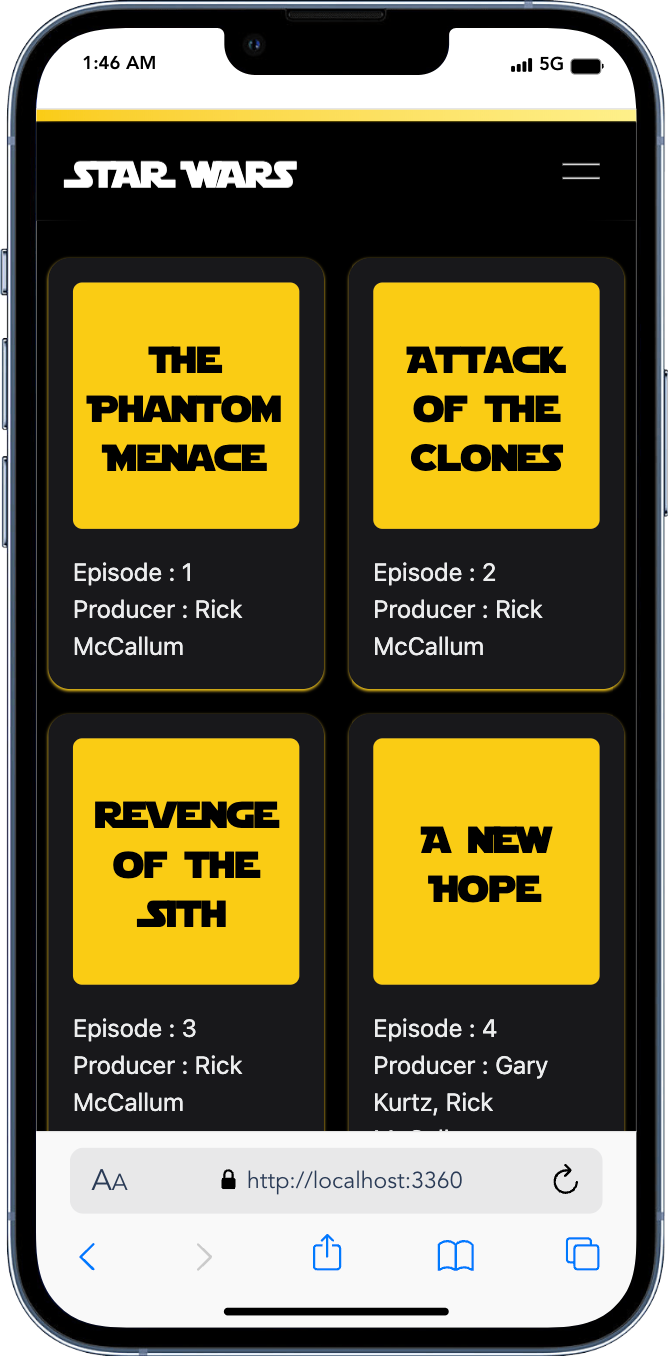 1:46 AM 5G
STAR WARS
THE
PHANTOM
MENACE
Episode : 1
Producer : Rick
McCallum
ATTACK
OF THE
CLONES
Episode : 2
Producer : Rick
McCallum
REVENGE
OF THE
SITH
Episode : 3
Producer : Rick
McCallum
A NEW
HOPE
Episode : 4
Producer : Gary
Kurtz, Rick
AA http://localhost:3360